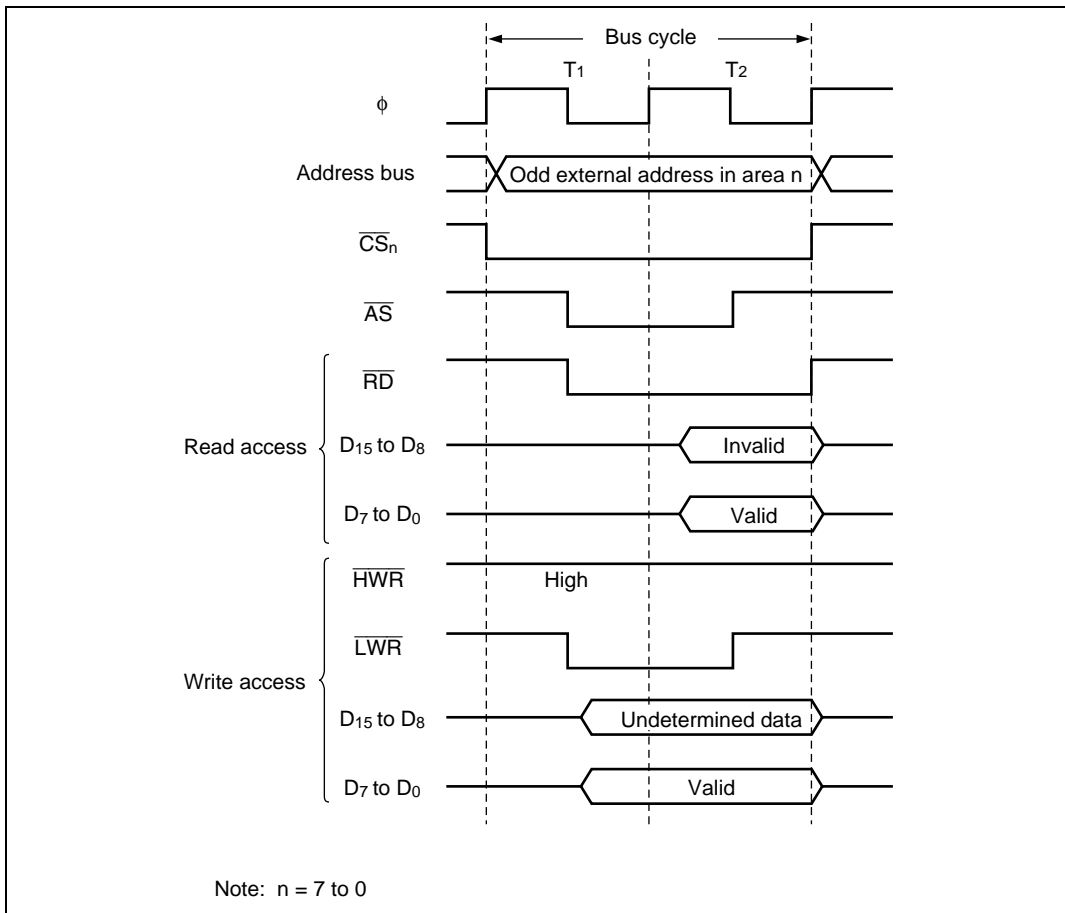 Bus cycle
T1 T2
ϕ
Address bus Odd external address in area n
CSn
AS
RD
Read access D15 to D8 Invalid
D7 to D0 Valid
HWR High
LWR
Write access
D15 to D8 Undetermined data
D7 to D0 Valid
Note: n = 7 to 0